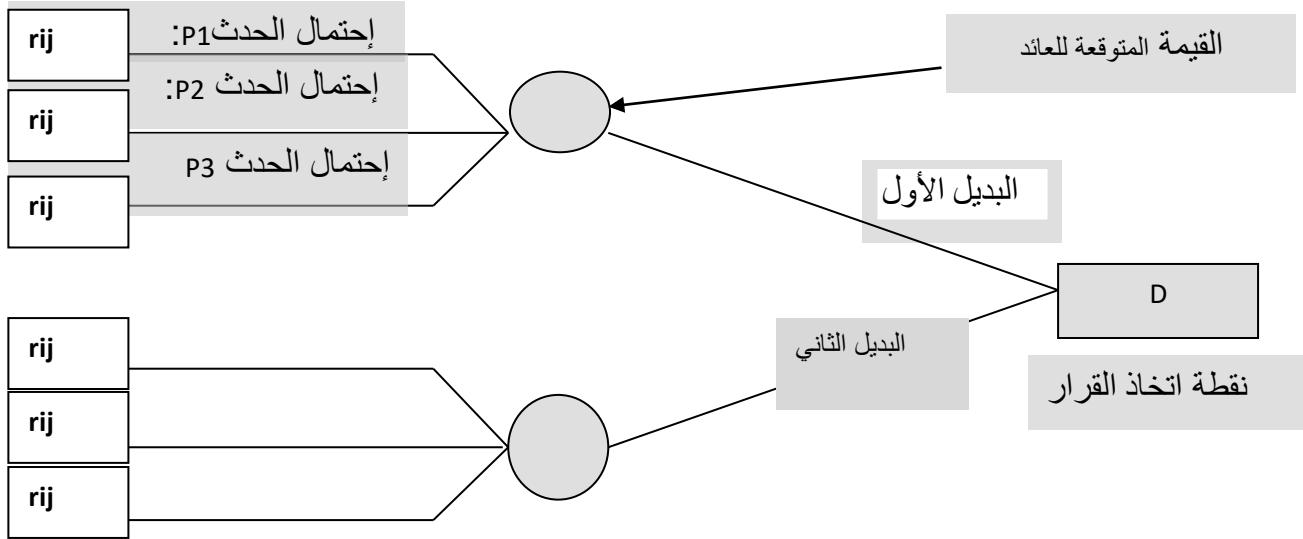 القيمة المتوقعة للعائد
إحتمال الحدثP1:
rij
إحتمال الحدث P2:
rij
إحتمال الحدث P3
rij
البديل الأول
D
نقطة اتخاذ القرار
البديل الثاني
rij
rij
rij